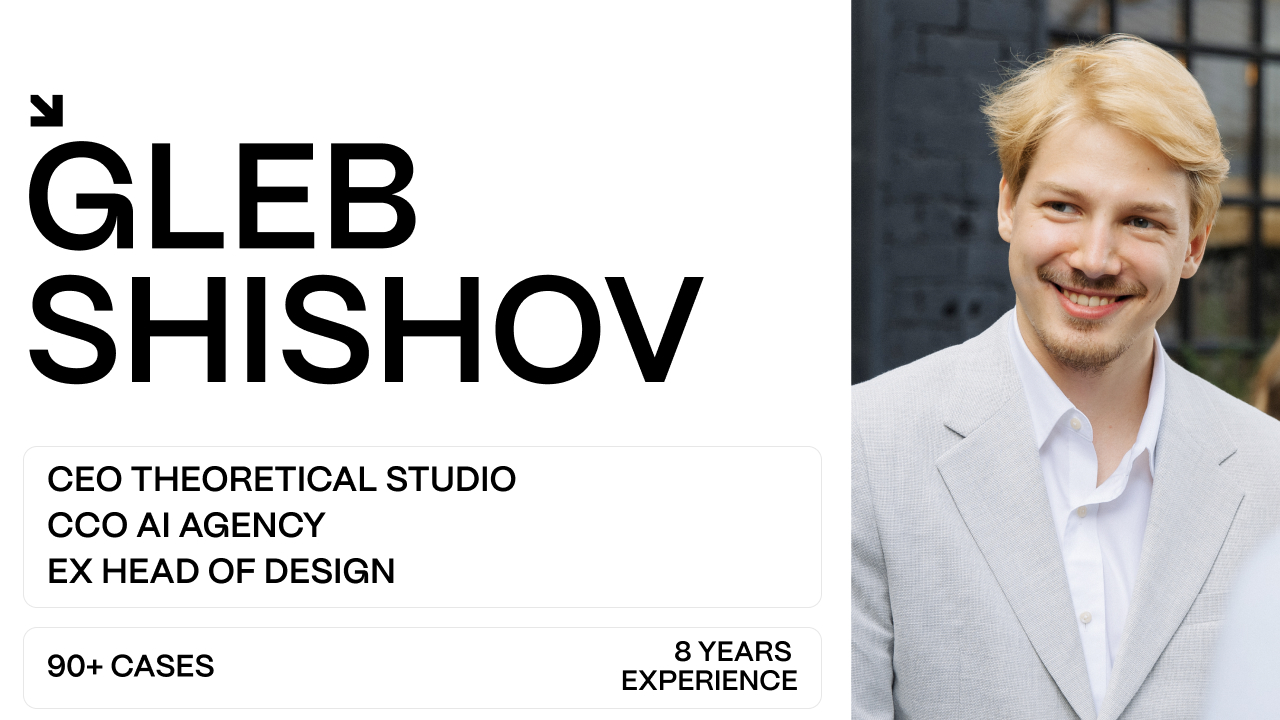 GLEB
SHISHOV
CEO THEORETICAL STUDIO
CCO AI AGENCY
EX HEAD OF DESIGN
90+ CASES
8 YEARS
EXPERIENCE